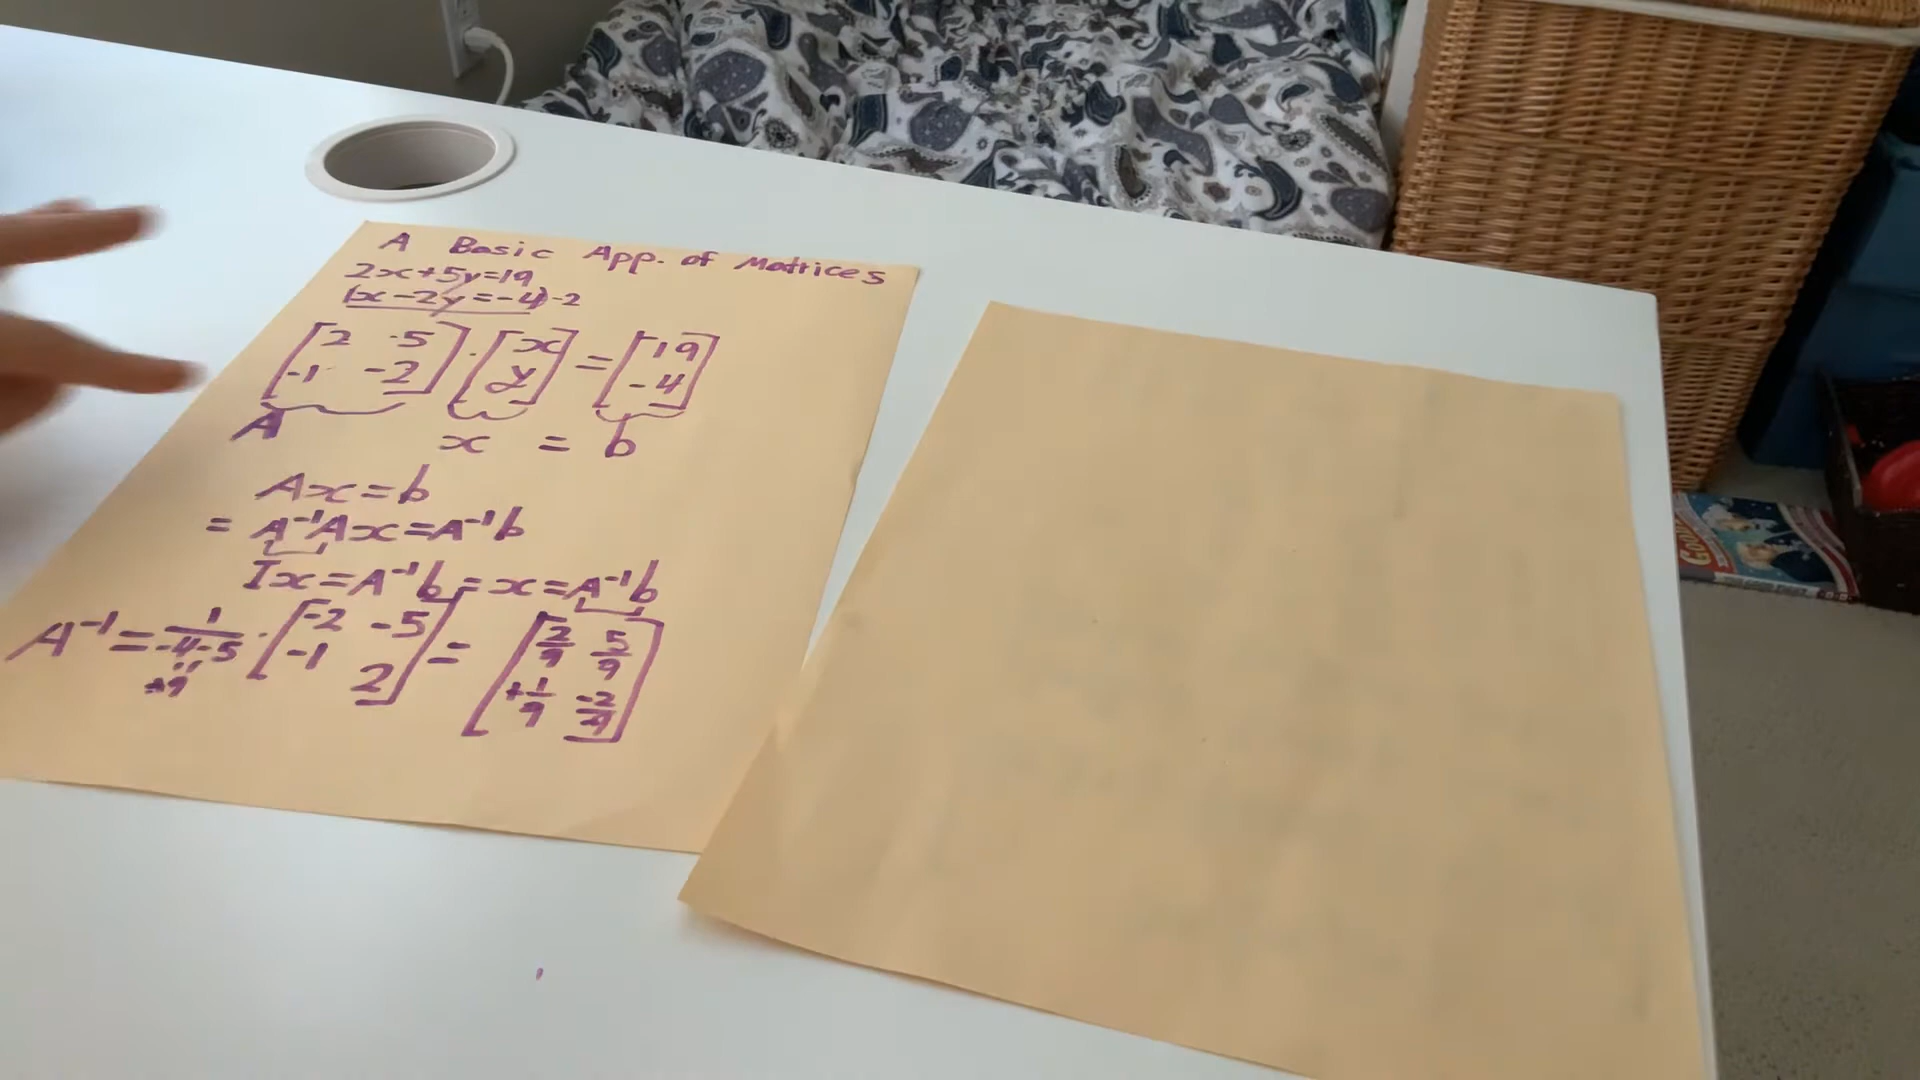 A Basic App. of Matrices
2x+5y=19
(x-2y=-4)·2
[2 ·5; -1 -2] · [x; y] = [19; -4]
A x = b
Ax=b
= A⁻¹Ax=A⁻¹b
Ix=A⁻¹b=x=A⁻¹b
A⁻¹ = 1/(-4-5) · [-2 -5; -1 2] = [2/9 5/9; +1/9 -2/9]